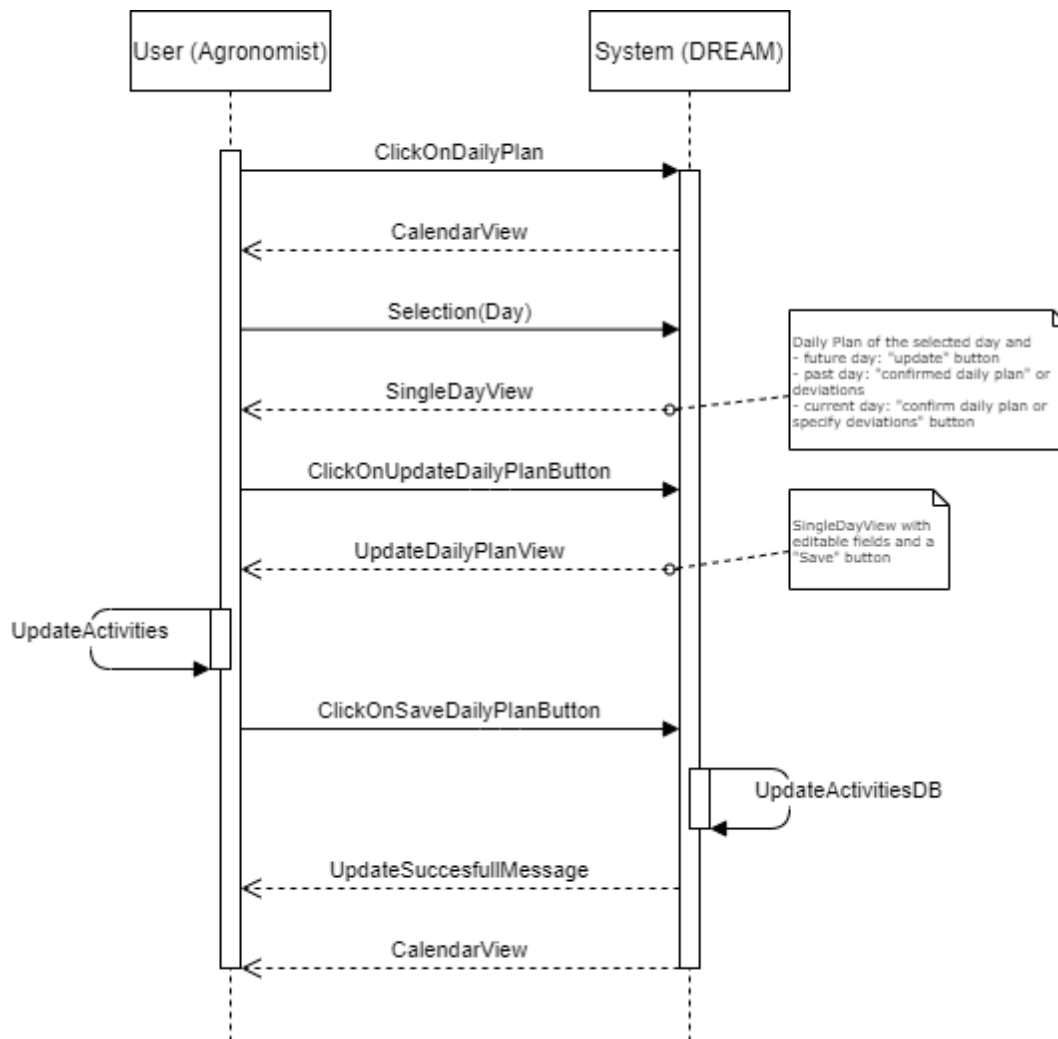 User (Agronomist)
System (DREAM)
ClickOnDailyPlan
CalendarView
Selection(Day)
Daily Plan of the selected day and
- future day: "update" button
- past day: "confirmed daily plan" or
deviations
- current day: "confirm daily plan or
specify deviations" button
SingleDayView
ClickOnUpdateDailyPlanButton
SingleDayView with
editable fields and a
"Save" button
UpdateDailyPlanView
UpdateActivities
ClickOnSaveDailyPlanButton
UpdateActivitiesDB
UpdateSuccesfullMessage
CalendarView